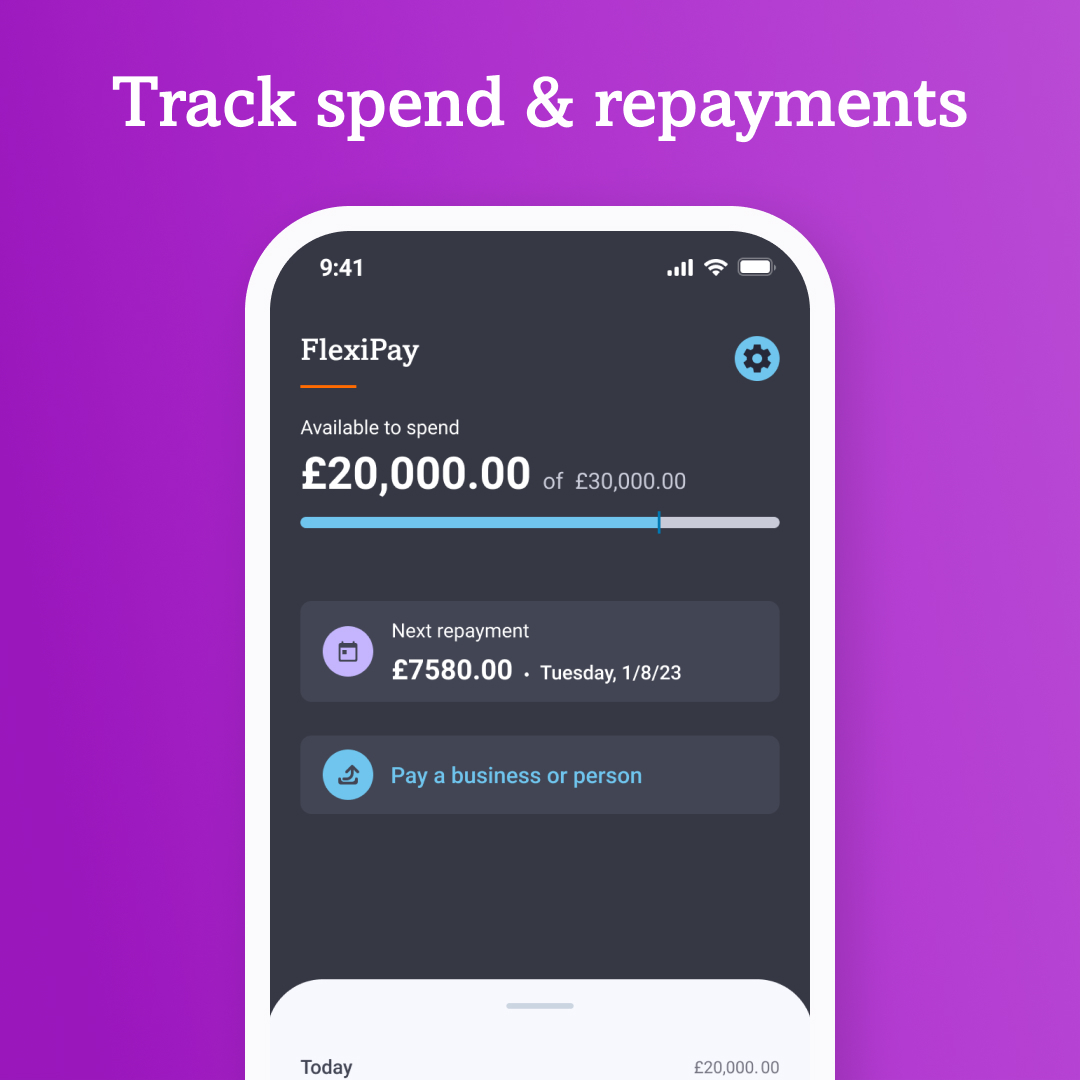 Track spend & repayments
9:41
FlexiPay
Available to spend
£20,000.00 of £30,000.00
Next repayment
£7580.00 • Tuesday, 1/8/23
Pay a business or person
Today £20,000.00